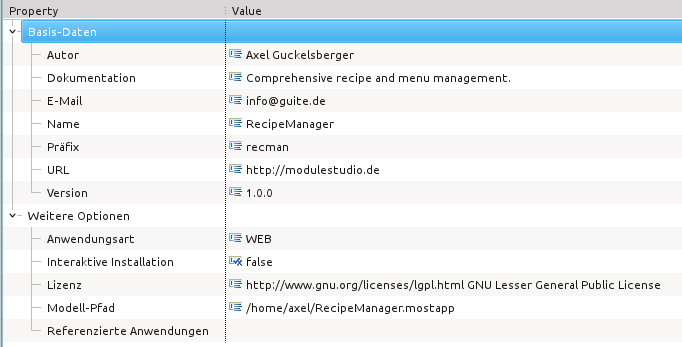 Property Value
Basis-Daten
Autor Axel Guckelsberger
Dokumentation Comprehensive recipe and menu management.
E-Mail info@guite.de
Name RecipeManager
Präfix recman
URL http://modulestudio.de
Version 1.0.0
Weitere Optionen
Anwendungsart WEB
Interaktive Installation false
Lizenz http://www.gnu.org/licenses/lgpl.html GNU Lesser General Public License
Modell-Pfad /home/axel/RecipeManager.mostapp
Referenzierte Anwendungen